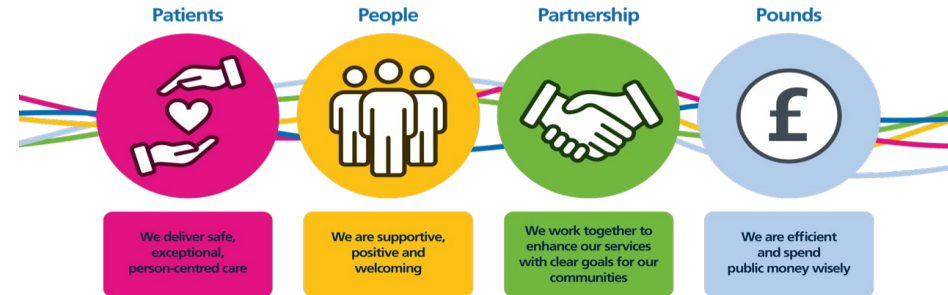 Patients
People
Partnership
Pounds
£
We deliver safe,
exceptional,
person-centred care
We are supportive,
positive and
welcoming
We work together to
enhance our services
with clear goals for our
communities
We are efficient
and spend
public money wisely